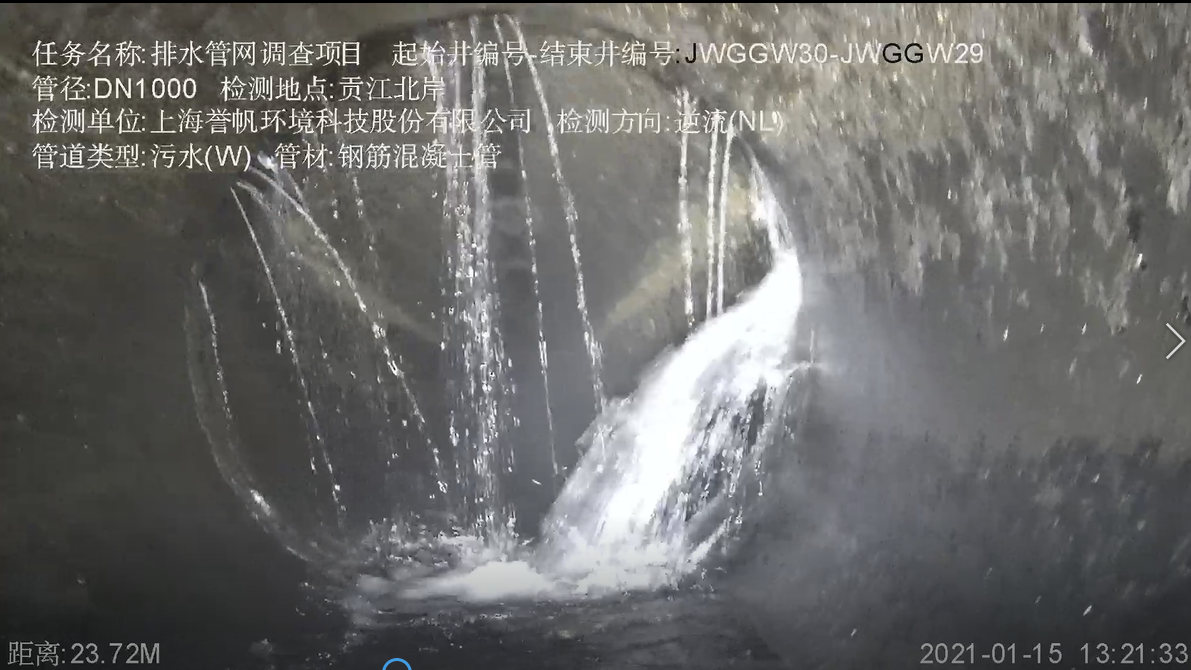 任务名称:排水管网调查项目 起始井编号-结束井编号:JWGGW30-JWGGW29
管径:DN1000 检测地点:贡江北岸
检测单位:上海誉帆环境科技股份有限公司 检测方向:逆流(NL)
管道类型:污水(W) 管材:钢筋混凝土管
距离:23.72M 2021-01-15 13:21:33